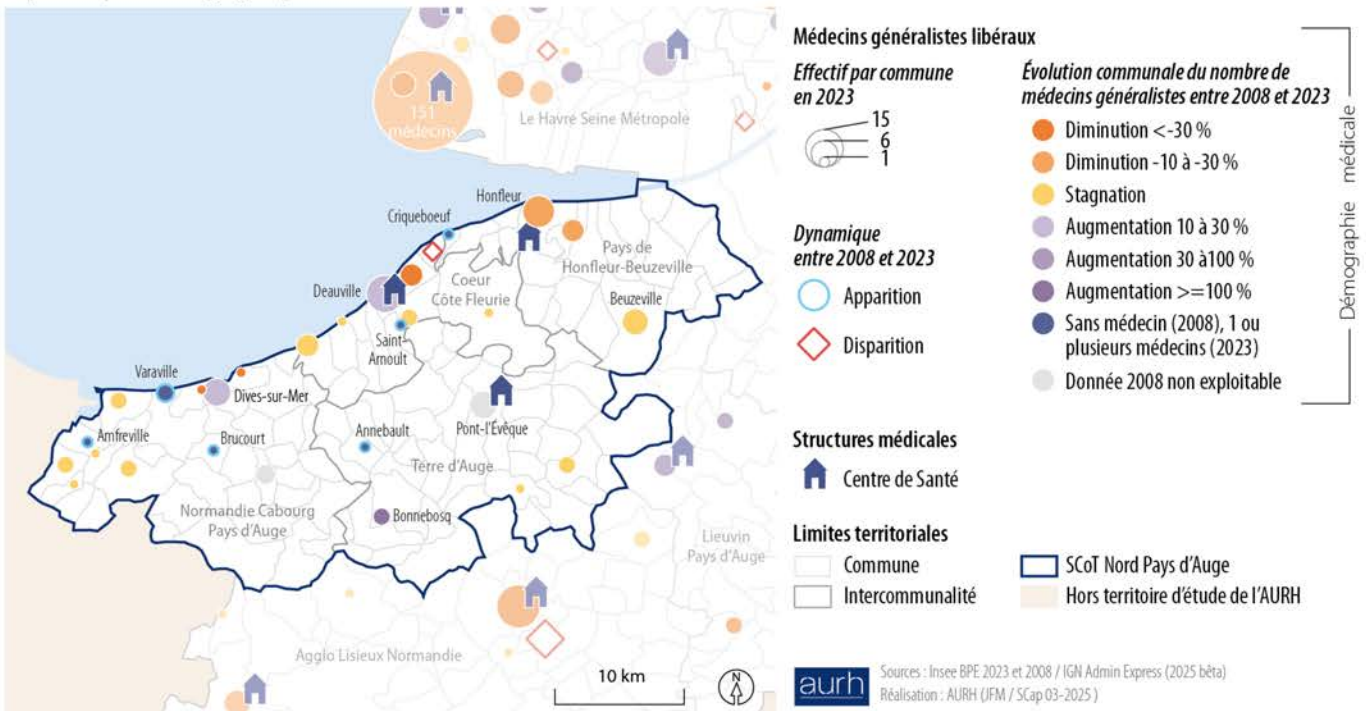 151
médecins
Le Havre Seine Métropole
Honfleur
Criqueboeuf
Pays de
Honfleur-Beuzeville
Coeur
Côte Fleurie
Deauville
Beuzeville
Saint-
Arnoult
Varaville
Dives-sur-Mer
Amfreville
Brucourt
Annebault
Pont-l'Évêque
Terre d'Auge
Normandie Cabourg
Pays d'Auge
Bonnebosq
Lieuvin
Pays d'Auge
Agglo Lisieux Normandie
10 km
N
Médecins généralistes libéraux
Effectif par commune
en 2023
15
6
1
Dynamique
entre 2008 et 2023
Apparition
Disparition
Évolution communale du nombre de
médecins généralistes entre 2008 et 2023
Diminution <-30 %
Diminution -10 à -30 %
Stagnation
Augmentation 10 à 30 %
Augmentation 30 à100 %
Augmentation >=100 %
Sans médecin (2008), 1 ou
plusieurs médecins (2023)
Donnée 2008 non exploitable
Démographie médicale
Structures médicales
Centre de Santé
Limites territoriales
Commune
Intercommunalité
SCoT Nord Pays d'Auge
Hors territoire d'étude de l'AURH
aurh
Sources : Insee BPE 2023 et 2008 / IGN Admin Express (2025 bêta)
Réalisation : AURH (JFM / SCap 03-2025 )